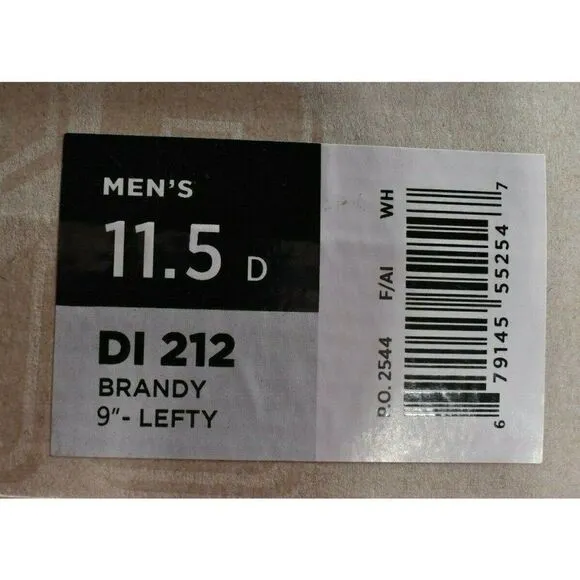 MEN'S
11.5 D
DI 212
BRANDY
9"- LEFTY
P.O. 2544 F/AI WH
6 79145 55254 7